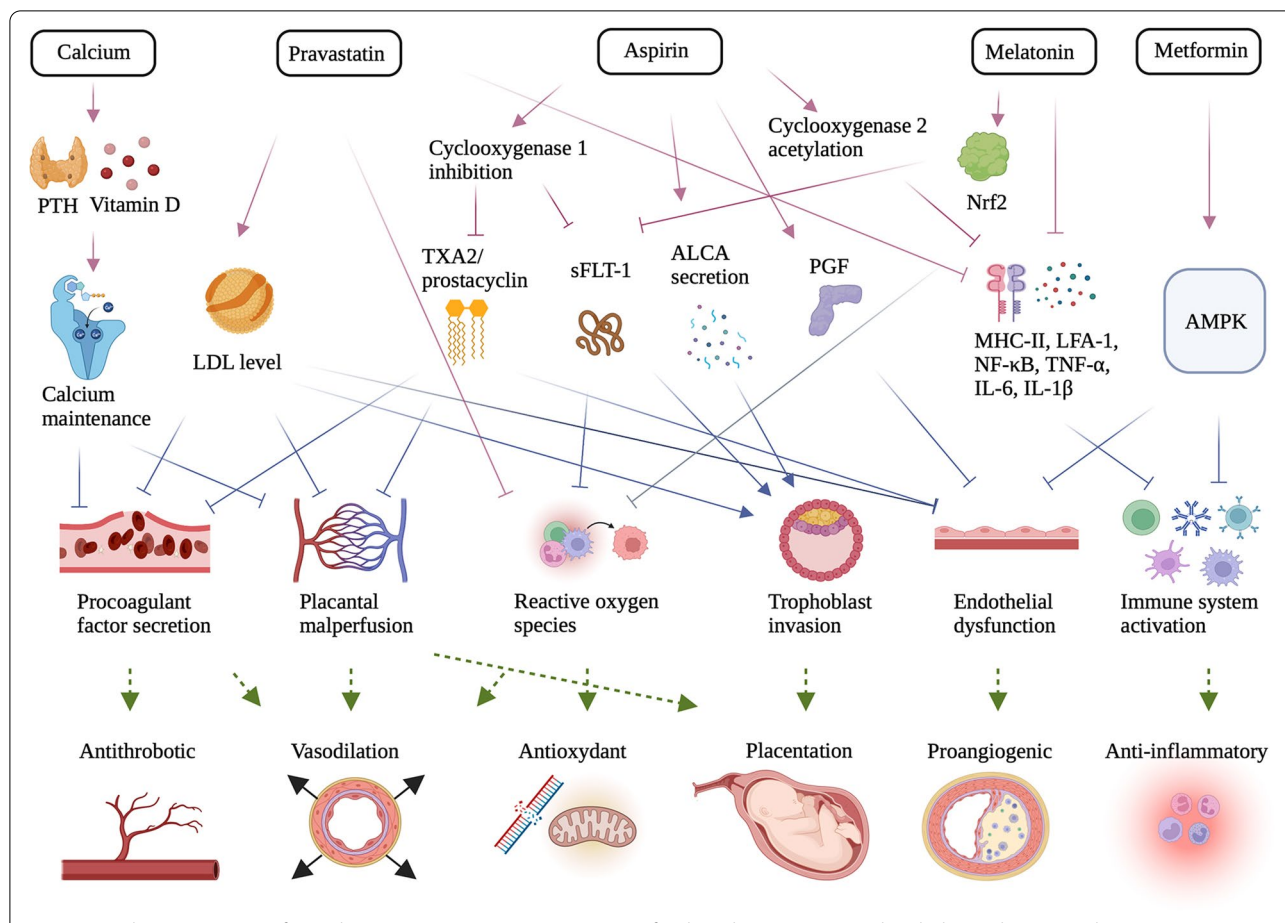 Calcium
Pravastatin
Aspirin
Melatonin
Metformin
Cyclooxygenase 1
inhibition
Cyclooxygenase 2
acetylation
PTH
Vitamin D
Nrf2
TXA2/
prostacyclin
sFLT-1
ALCA
secretion
PGF
LDL level
MHC-II, LFA-1,
NF-κB, TNF-α,
IL-6, IL-1β
AMPK
Calcium
maintenance
Procoagulant
factor secretion
Placantal
malperfusion
Reactive oxygen
species
Trophoblast
invasion
Endothelial
dysfunction
Immune system
activation
Antithrobotic
Vasodilation
Antioxydant
Placentation
Proangiogenic
Anti-inflammatory